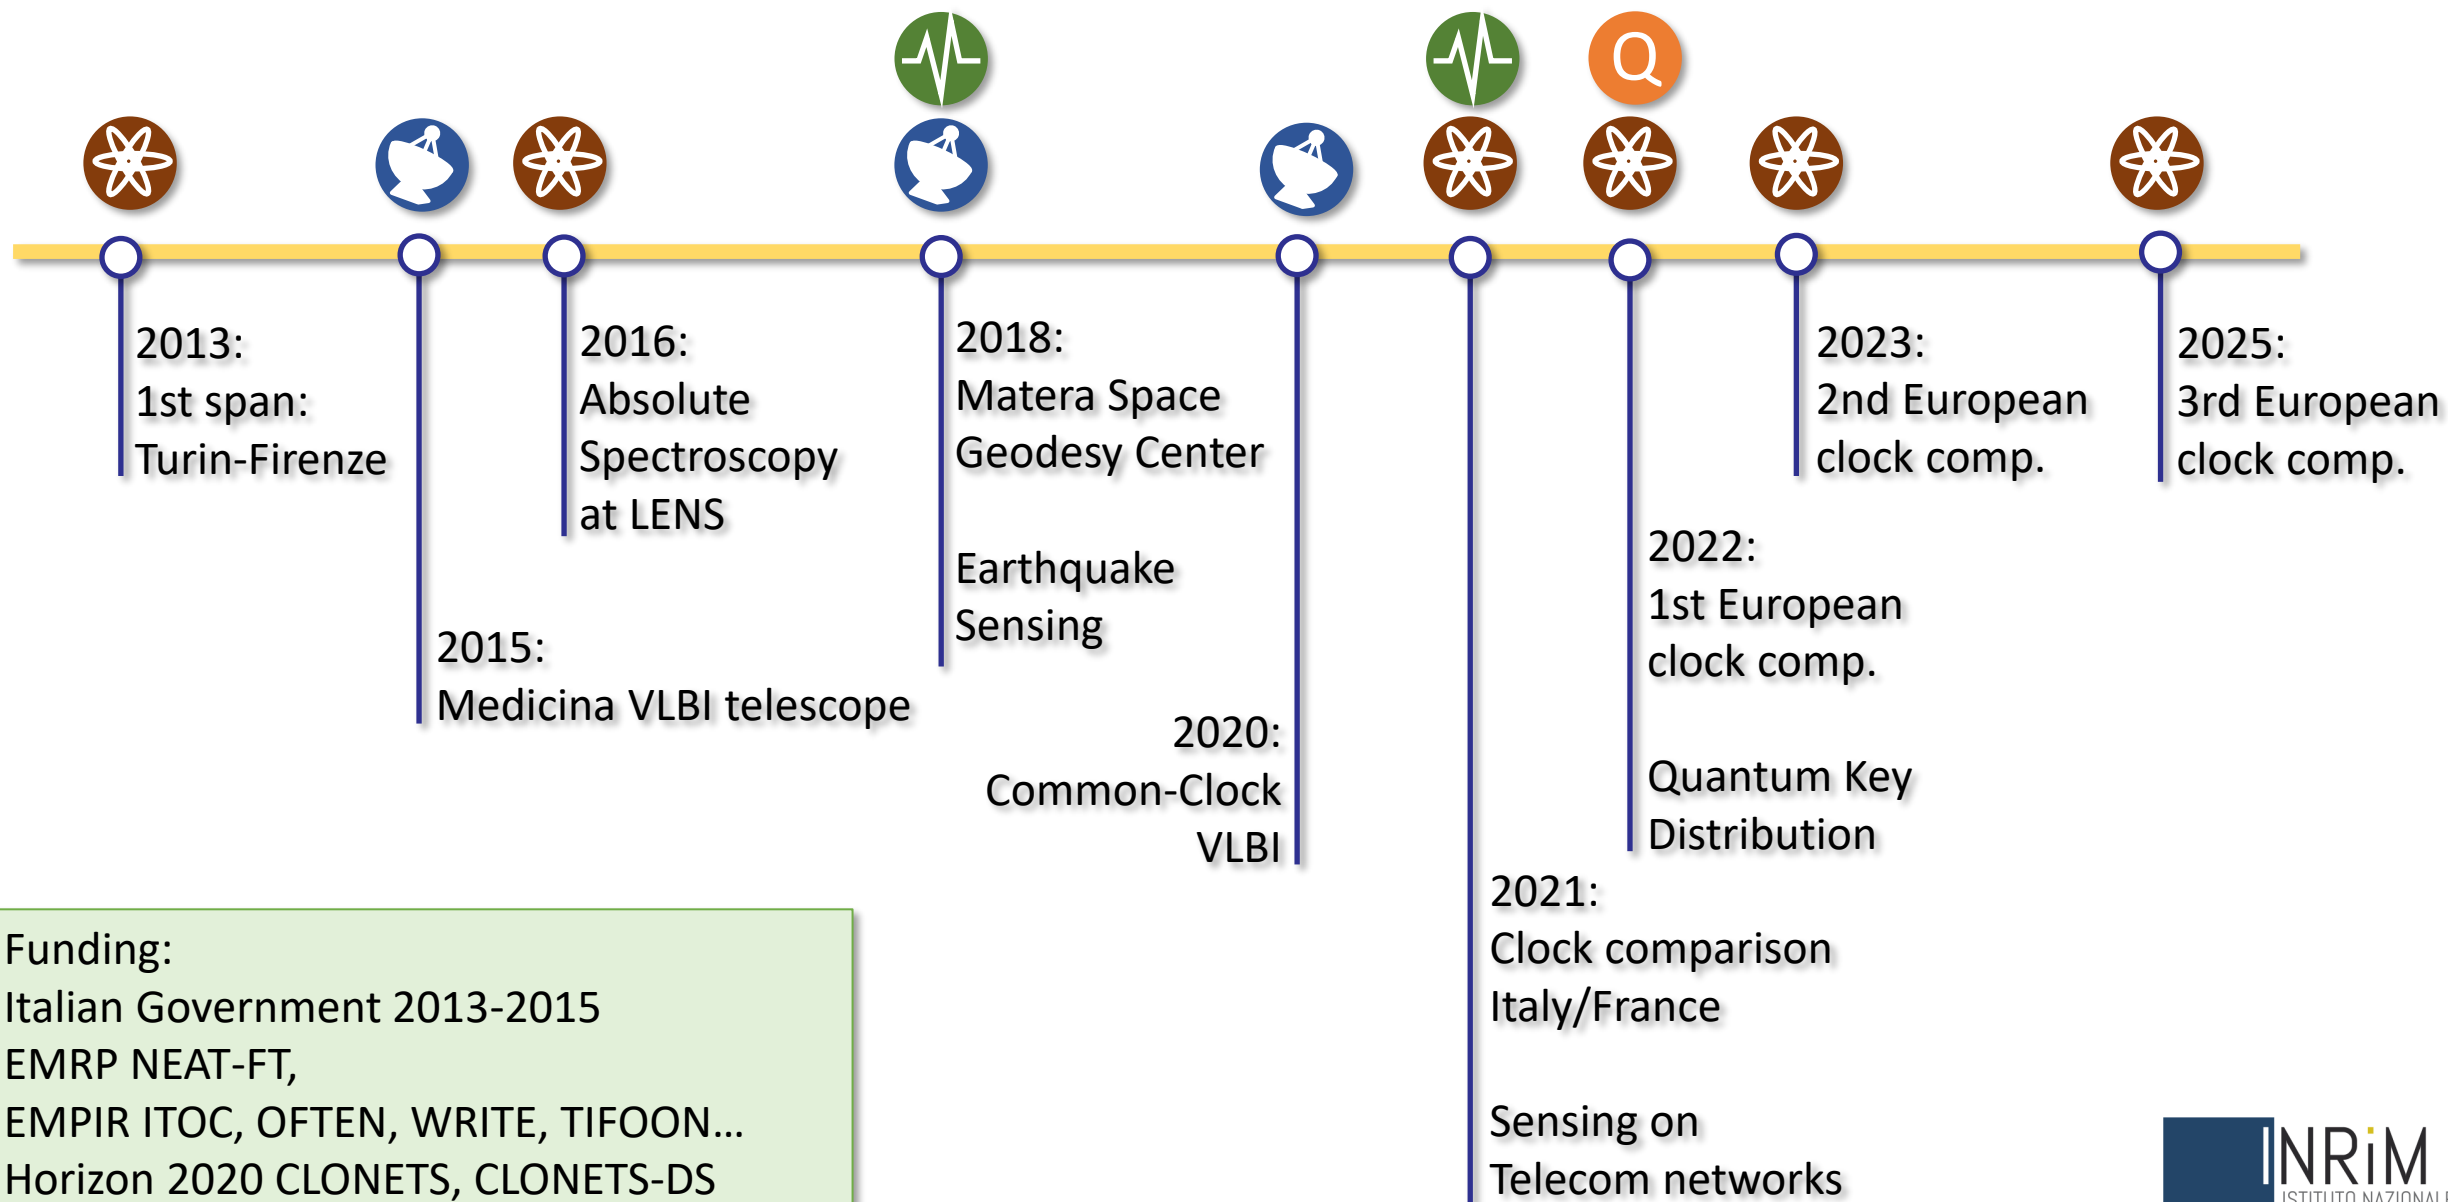 Q
2013:
1st span:
Turin-Firenze
2015:
Medicina VLBI telescope
2016:
Absolute
Spectroscopy
at LENS
2018:
Matera Space
Geodesy Center
Earthquake
Sensing
2020:
Common-Clock
VLBI
2021:
Clock comparison
Italy/France
Sensing on
Telecom networks
2022:
1st European
clock comp.
Quantum Key
Distribution
2023:
2nd European
clock comp.
2025:
3rd European
clock comp.
Funding:
Italian Government 2013-2015
EMRP NEAT-FT,
EMPIR ITOC, OFTEN, WRITE, TIFOON...
Horizon 2020 CLONETS, CLONETS-DS
INRiM
ISTITUTO NAZIONALE